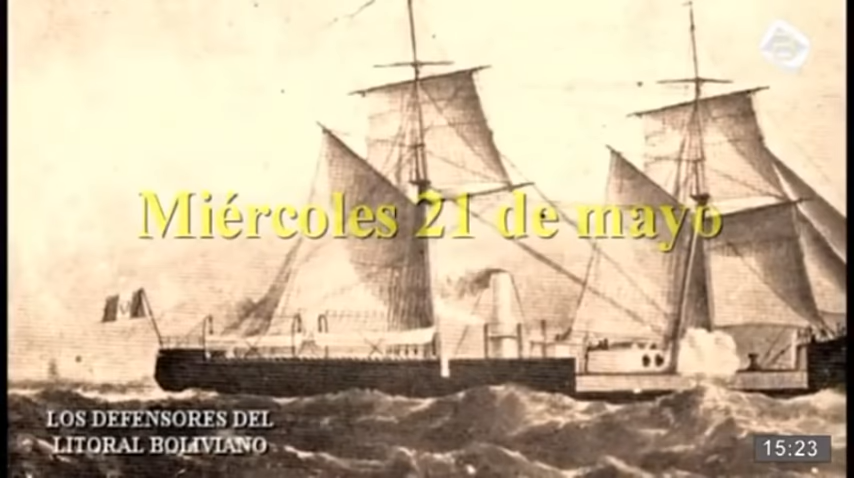 Miércoles 21 de mayo
LOS DEFENSORES DEL
LITORAL BOLIVIANO
15:23